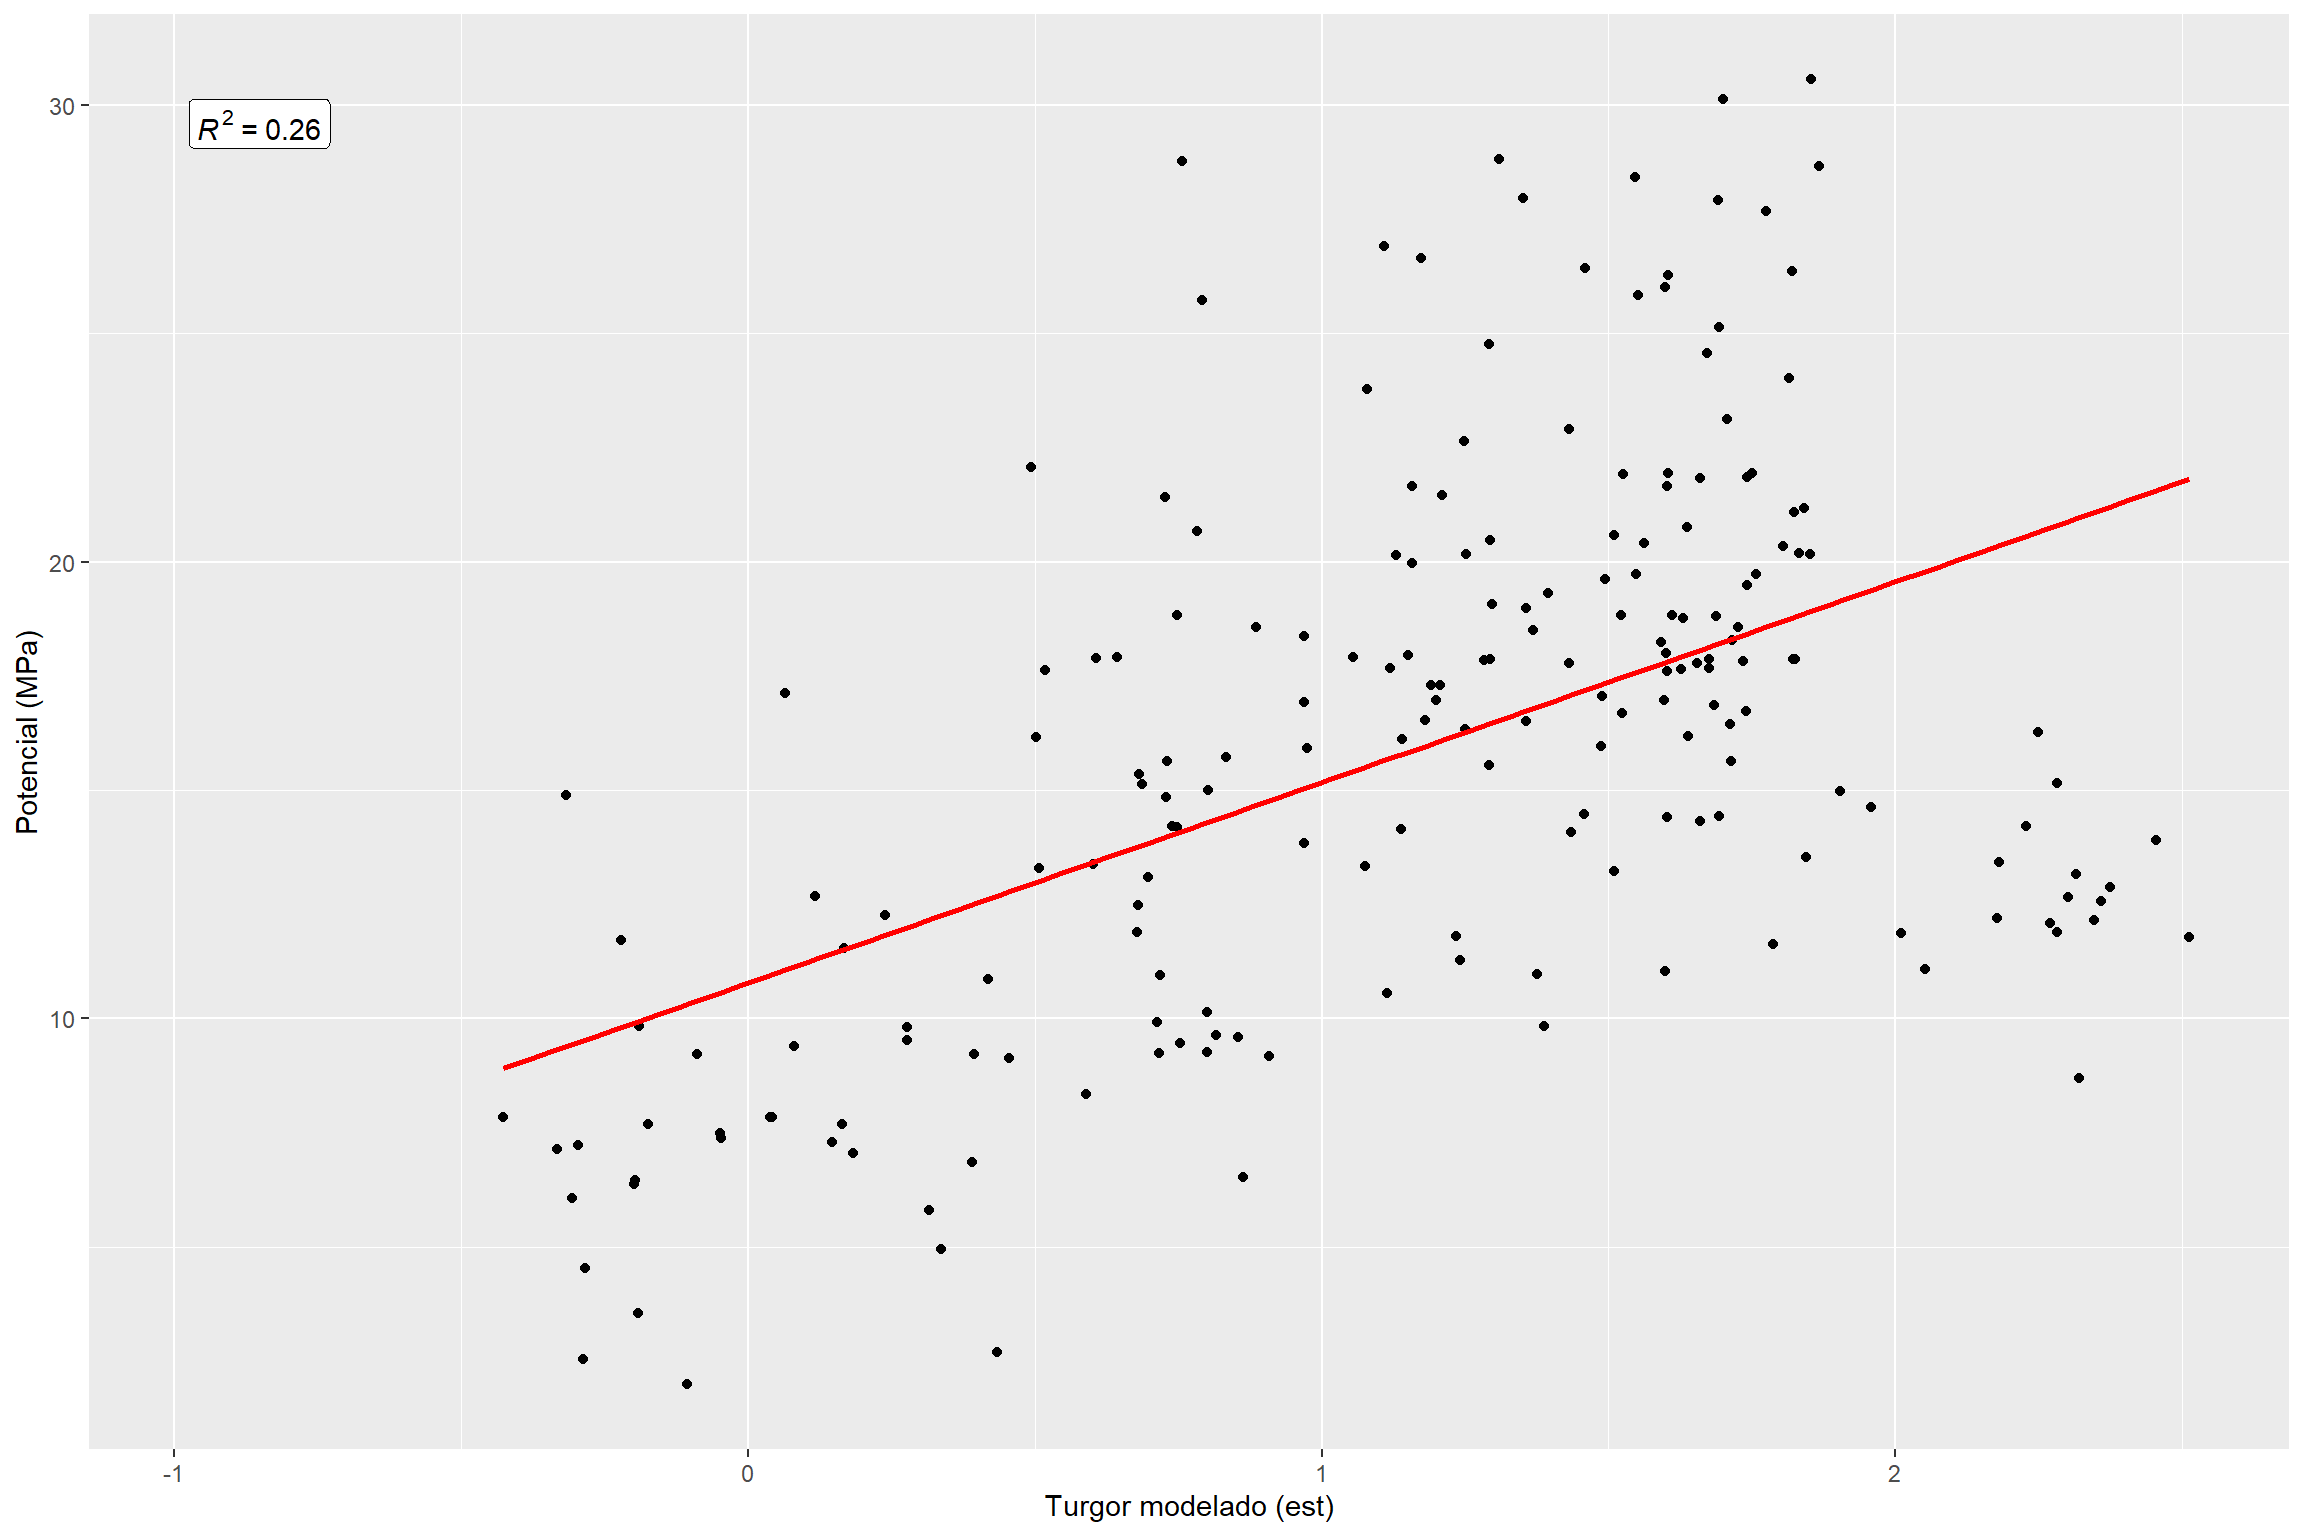 30
R² = 0.26
20
10
Potencial (MPa)
-1 0 1 2
Turgor modelado (est)